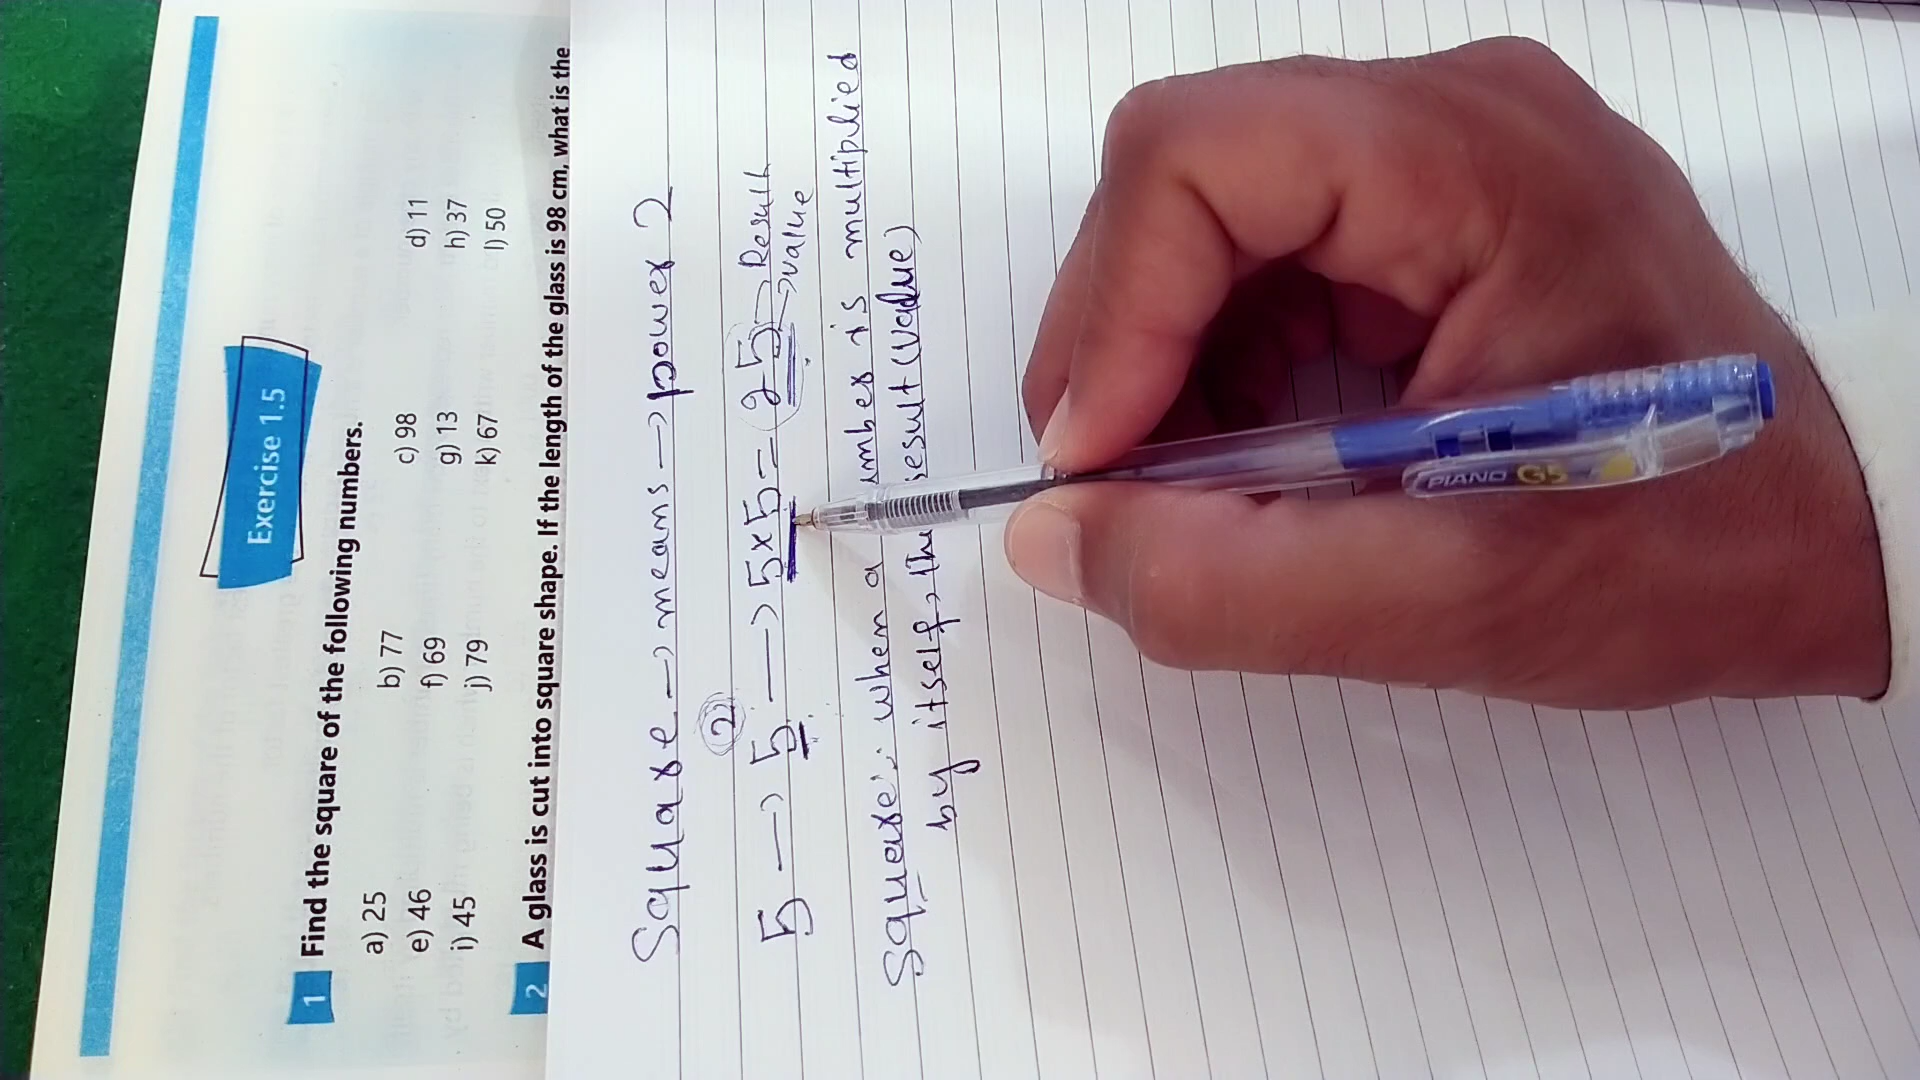 Exercise 1.5
1 Find the square of the following numbers.
a) 25 b) 77 c) 98 d) 11
e) 46 f) 69 g) 13 h) 37
i) 45 j) 79 k) 67 l) 50
2 A glass is cut into square shape. If the length of the glass is 98 cm, what is the
Square → means → power 2
5 → 5² → 5×5 = 25 → Result
→ value
Square: when a is multiplied
by itself, the (value)
PIANO G5